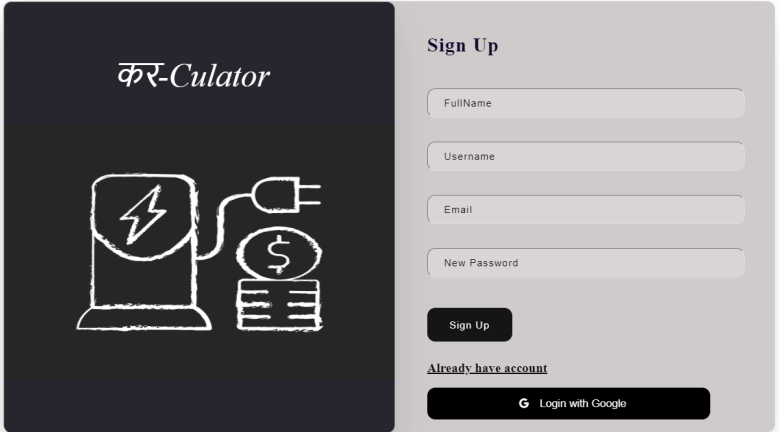 कर-Culator
$
Sign Up
FullName
Username
Email
New Password
Sign Up
Already have account
G Login with Google